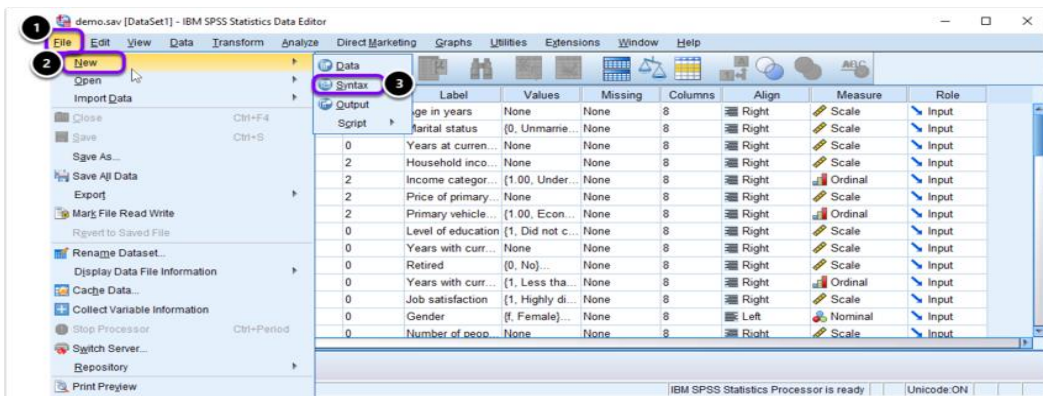 demo.sav [DataSet1] - IBM SPSS Statistics Data Editor
1
File Edit View Data Transform Analyze Direct Marketing Graphs Utilities Extensions Window Help
2 New
Open
Import Data
Close Ctrl+F4
Save Ctrl+S
Save As...
Save All Data
Export
Mark File Read Write
Revert to Saved File
Rename Dataset...
Display Data File Information
Cache Data...
Collect Variable Information
Stop Processor Ctrl+Period
Switch Server...
Repository
Print Preview
Data
Syntax 3
Output
Script
Label Values Missing Columns Align Measure Role
Age in years None None 8 Right Scale Input
Marital status {0, Unmarrie... None 8 Right Scale Input
0 Years at curren... None None 8 Right Scale Input
2 Household inco... None None 8 Right Scale Input
2 Income categor... {1.00, Under... None 8 Right Ordinal Input
2 Price of primary... None None 8 Right Scale Input
2 Primary vehicle... {1.00, Econ... None 8 Right Ordinal Input
0 Level of education {1, Did not c... None 8 Right Scale Input
0 Years with curr... None None 8 Right Scale Input
0 Retired {0, No}... None 8 Right Scale Input
0 Years with curr... {1, Less tha... None 8 Right Ordinal Input
0 Job satisfaction {1, Highly di... None 8 Right Scale Input
0 Gender {f, Female}... None 8 Left Nominal Input
0 Number of peop... None None 8 Right Scale Input
IBM SPSS Statistics Processor is ready Unicode:ON